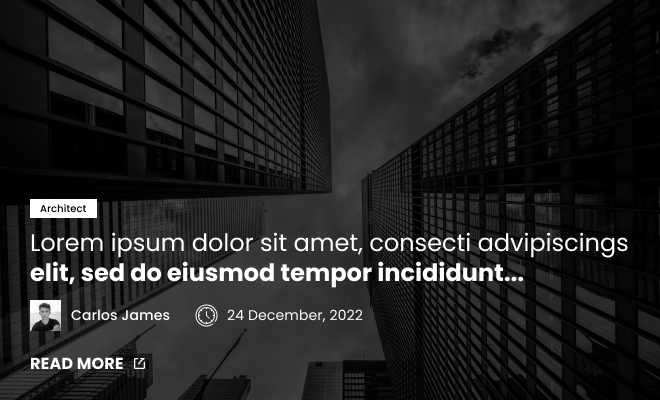 Architect
Lorem ipsum dolor sit amet, consecti advipiscings
elit, sed do eiusmod tempor incididunt...
Carlos James 24 December, 2022
READ MORE